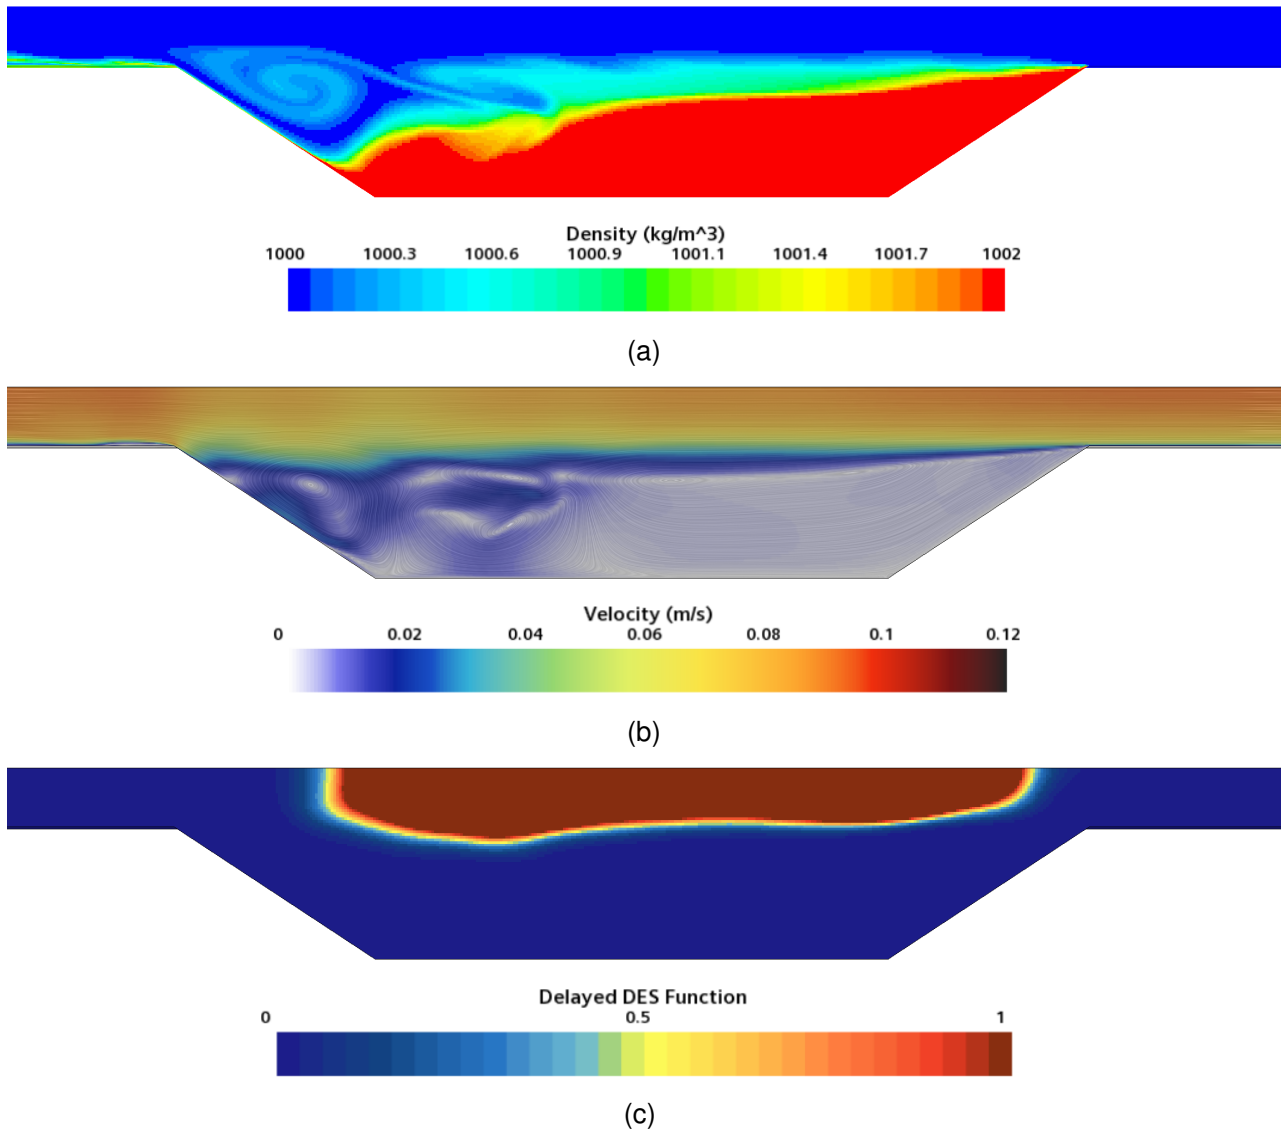 Density (kg/m^3)
1000 1000.3 1000.6 1000.9 1001.1 1001.4 1001.7 1002
(a)
Velocity (m/s)
0 0.02 0.04 0.06 0.08 0.1 0.12
(b)
Delayed DES Function
0 0.5 1
(c)